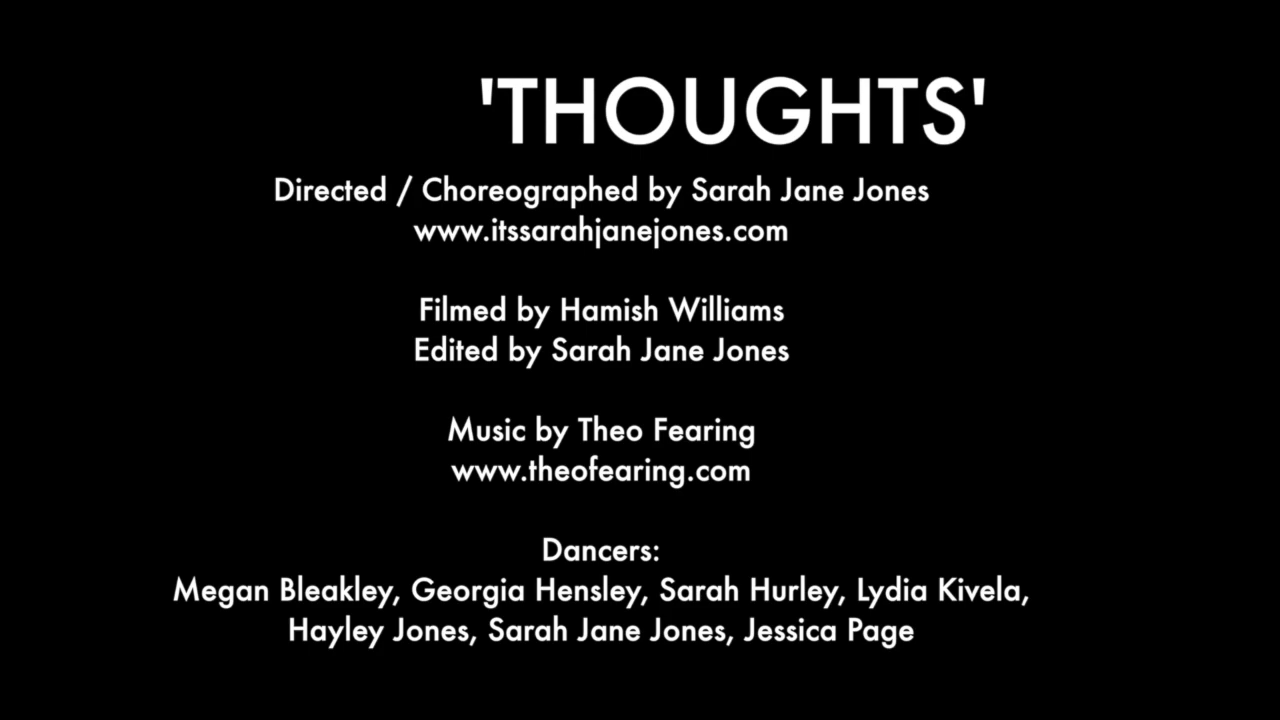 'THOUGHTS'
Directed / Choreographed by Sarah Jane Jones
www.itssarahjanejones.com
Filmed by Hamish Williams
Edited by Sarah Jane Jones
Music by Theo Fearing
www.theofearing.com
Dancers:
Megan Bleakley, Georgia Hensley, Sarah Hurley, Lydia Kivela,
Hayley Jones, Sarah Jane Jones, Jessica Page